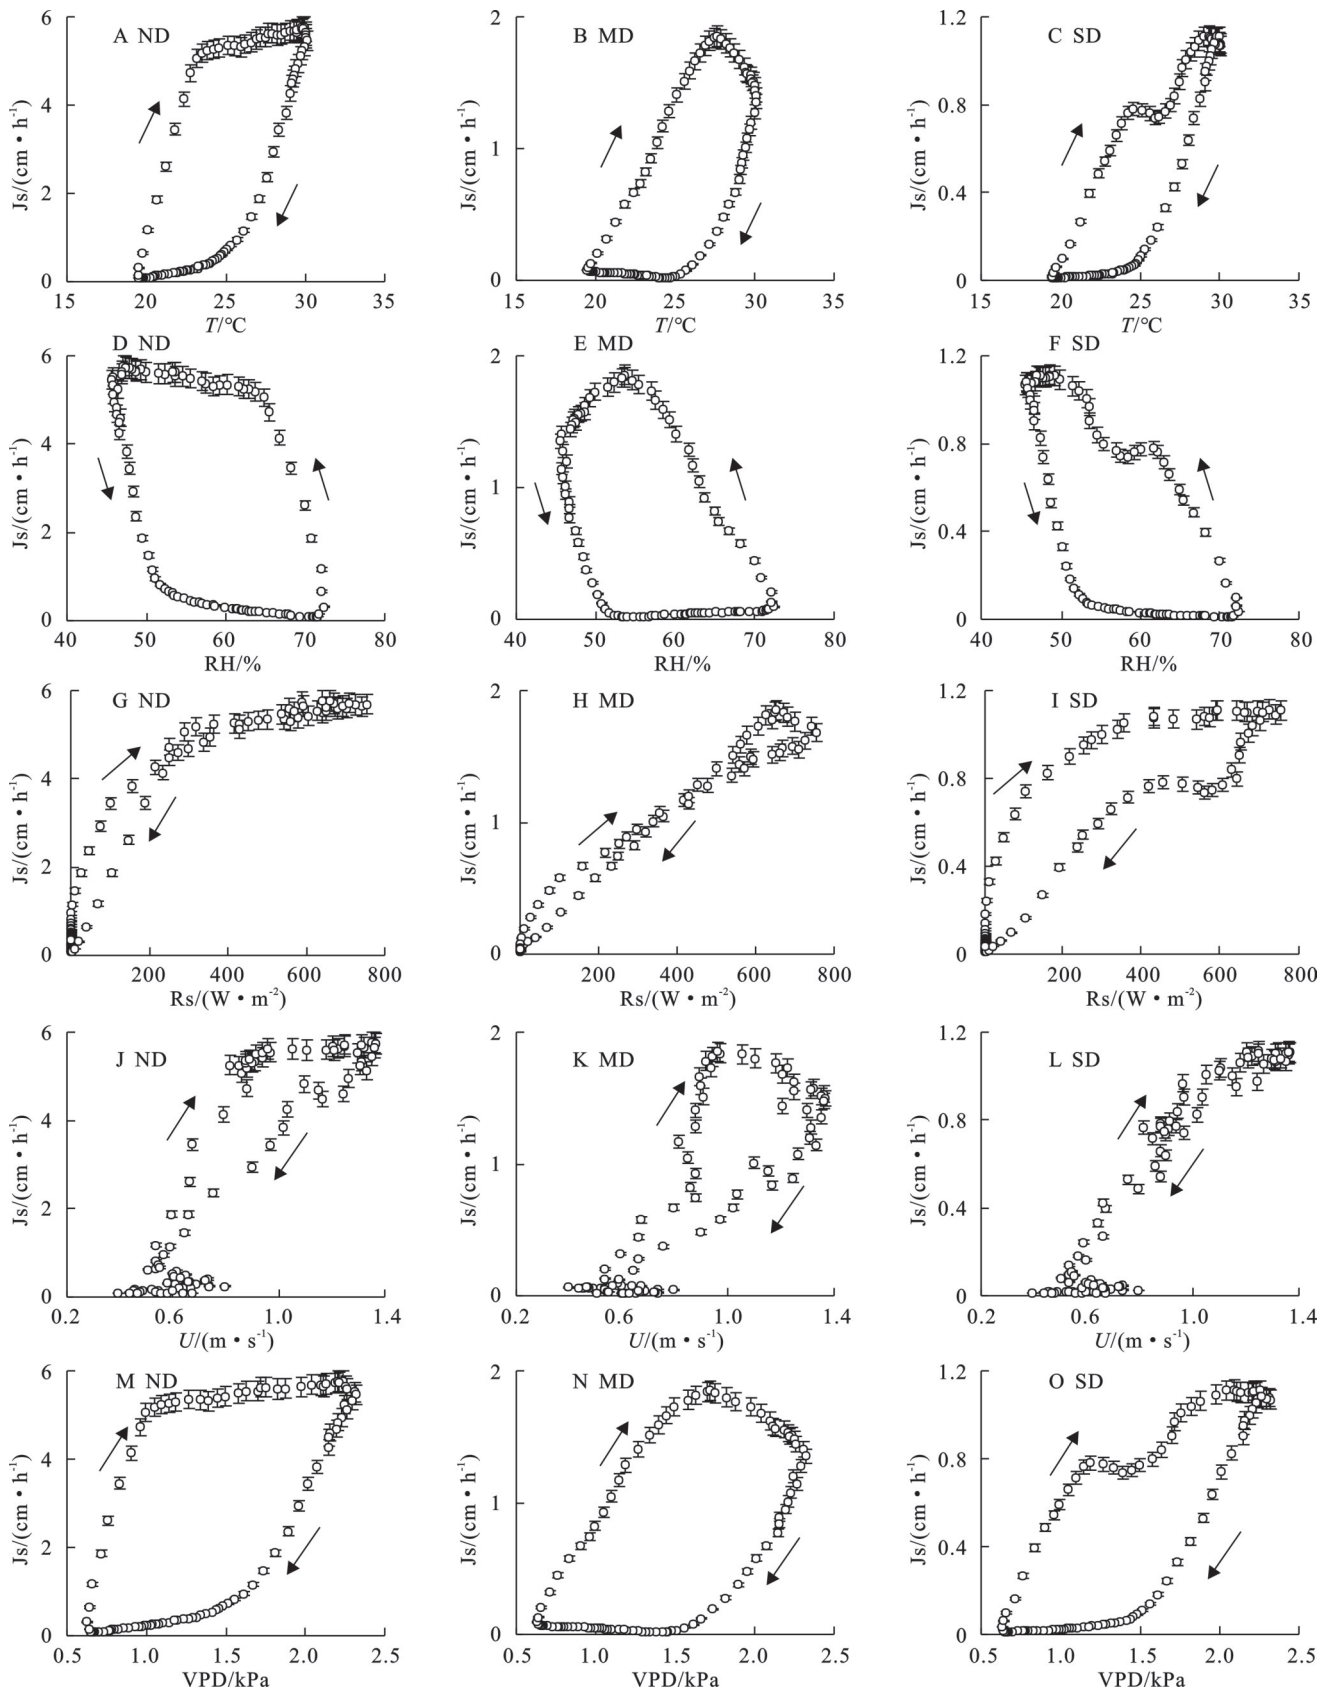 6 A ND 2 B MD 1.2 C SD
Js/(cm · h⁻¹) 4 2 0 Js/(cm · h⁻¹) 1 0 Js/(cm · h⁻¹) 0.8 0.4 0
15 20 25 30 35 15 20 25 30 35 15 20 25 30 35
T/°C T/°C T/°C
6 D ND 2 E MD 1.2 F SD
Js/(cm · h⁻¹) 4 2 0 Js/(cm · h⁻¹) 1 0 Js/(cm · h⁻¹) 0.8 0.4 0
40 50 60 70 80 40 50 60 70 80 40 50 60 70 80
RH/% RH/% RH/%
6 G ND 2 H MD 1.2 I SD
Js/(cm · h⁻¹) 4 2 0 Js/(cm · h⁻¹) 1 0 Js/(cm · h⁻¹) 0.8 0.4 0
200 400 600 800 200 400 600 800 200 400 600 800
Rs/(W · m⁻²) Rs/(W · m⁻²) Rs/(W · m⁻²)
6 J ND 2 K MD 1.2 L SD
Js/(cm · h⁻¹) 4 2 0 Js/(cm · h⁻¹) 1 0 Js/(cm · h⁻¹) 0.8 0.4 0
0.2 0.6 1.0 1.4 0.2 0.6 1.0 1.4 0.2 0.6 1.0 1.4
U/(m · s⁻¹) U/(m · s⁻¹) U/(m · s⁻¹)
6 M ND 2 N MD 1.2 O SD
Js/(cm · h⁻¹) 4 2 0 Js/(cm · h⁻¹) 1 0 Js/(cm · h⁻¹) 0.8 0.4 0
0.5 1.0 1.5 2.0 2.5 0.5 1.0 1.5 2.0 2.5 0.5 1.0 1.5 2.0 2.5
VPD/kPa VPD/kPa VPD/kPa